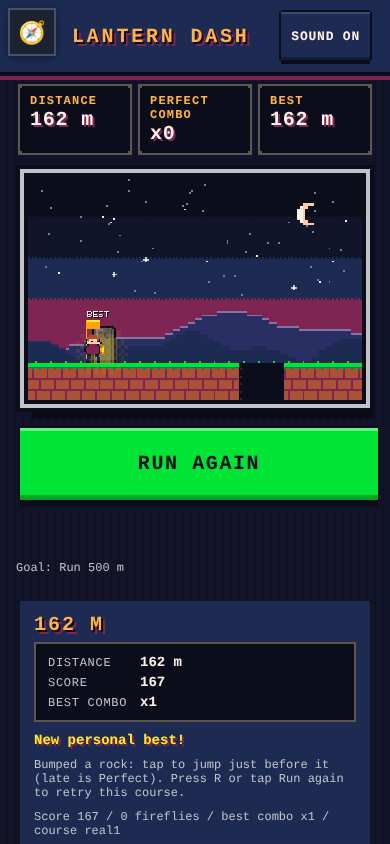 LANTERN DASH
SOUND ON
DISTANCE
162 m
PERFECT
COMBO
x0
BEST
162 m
BEST
RUN AGAIN
Goal: Run 500 m
162 M
DISTANCE 162 m
SCORE 167
BEST COMBO x1
New personal best!
Bumped a rock: tap to jump just before it
(late is Perfect). Press R or tap Run again
to retry this course.
Score 167 / 0 fireflies / best combo x1 /
course real1